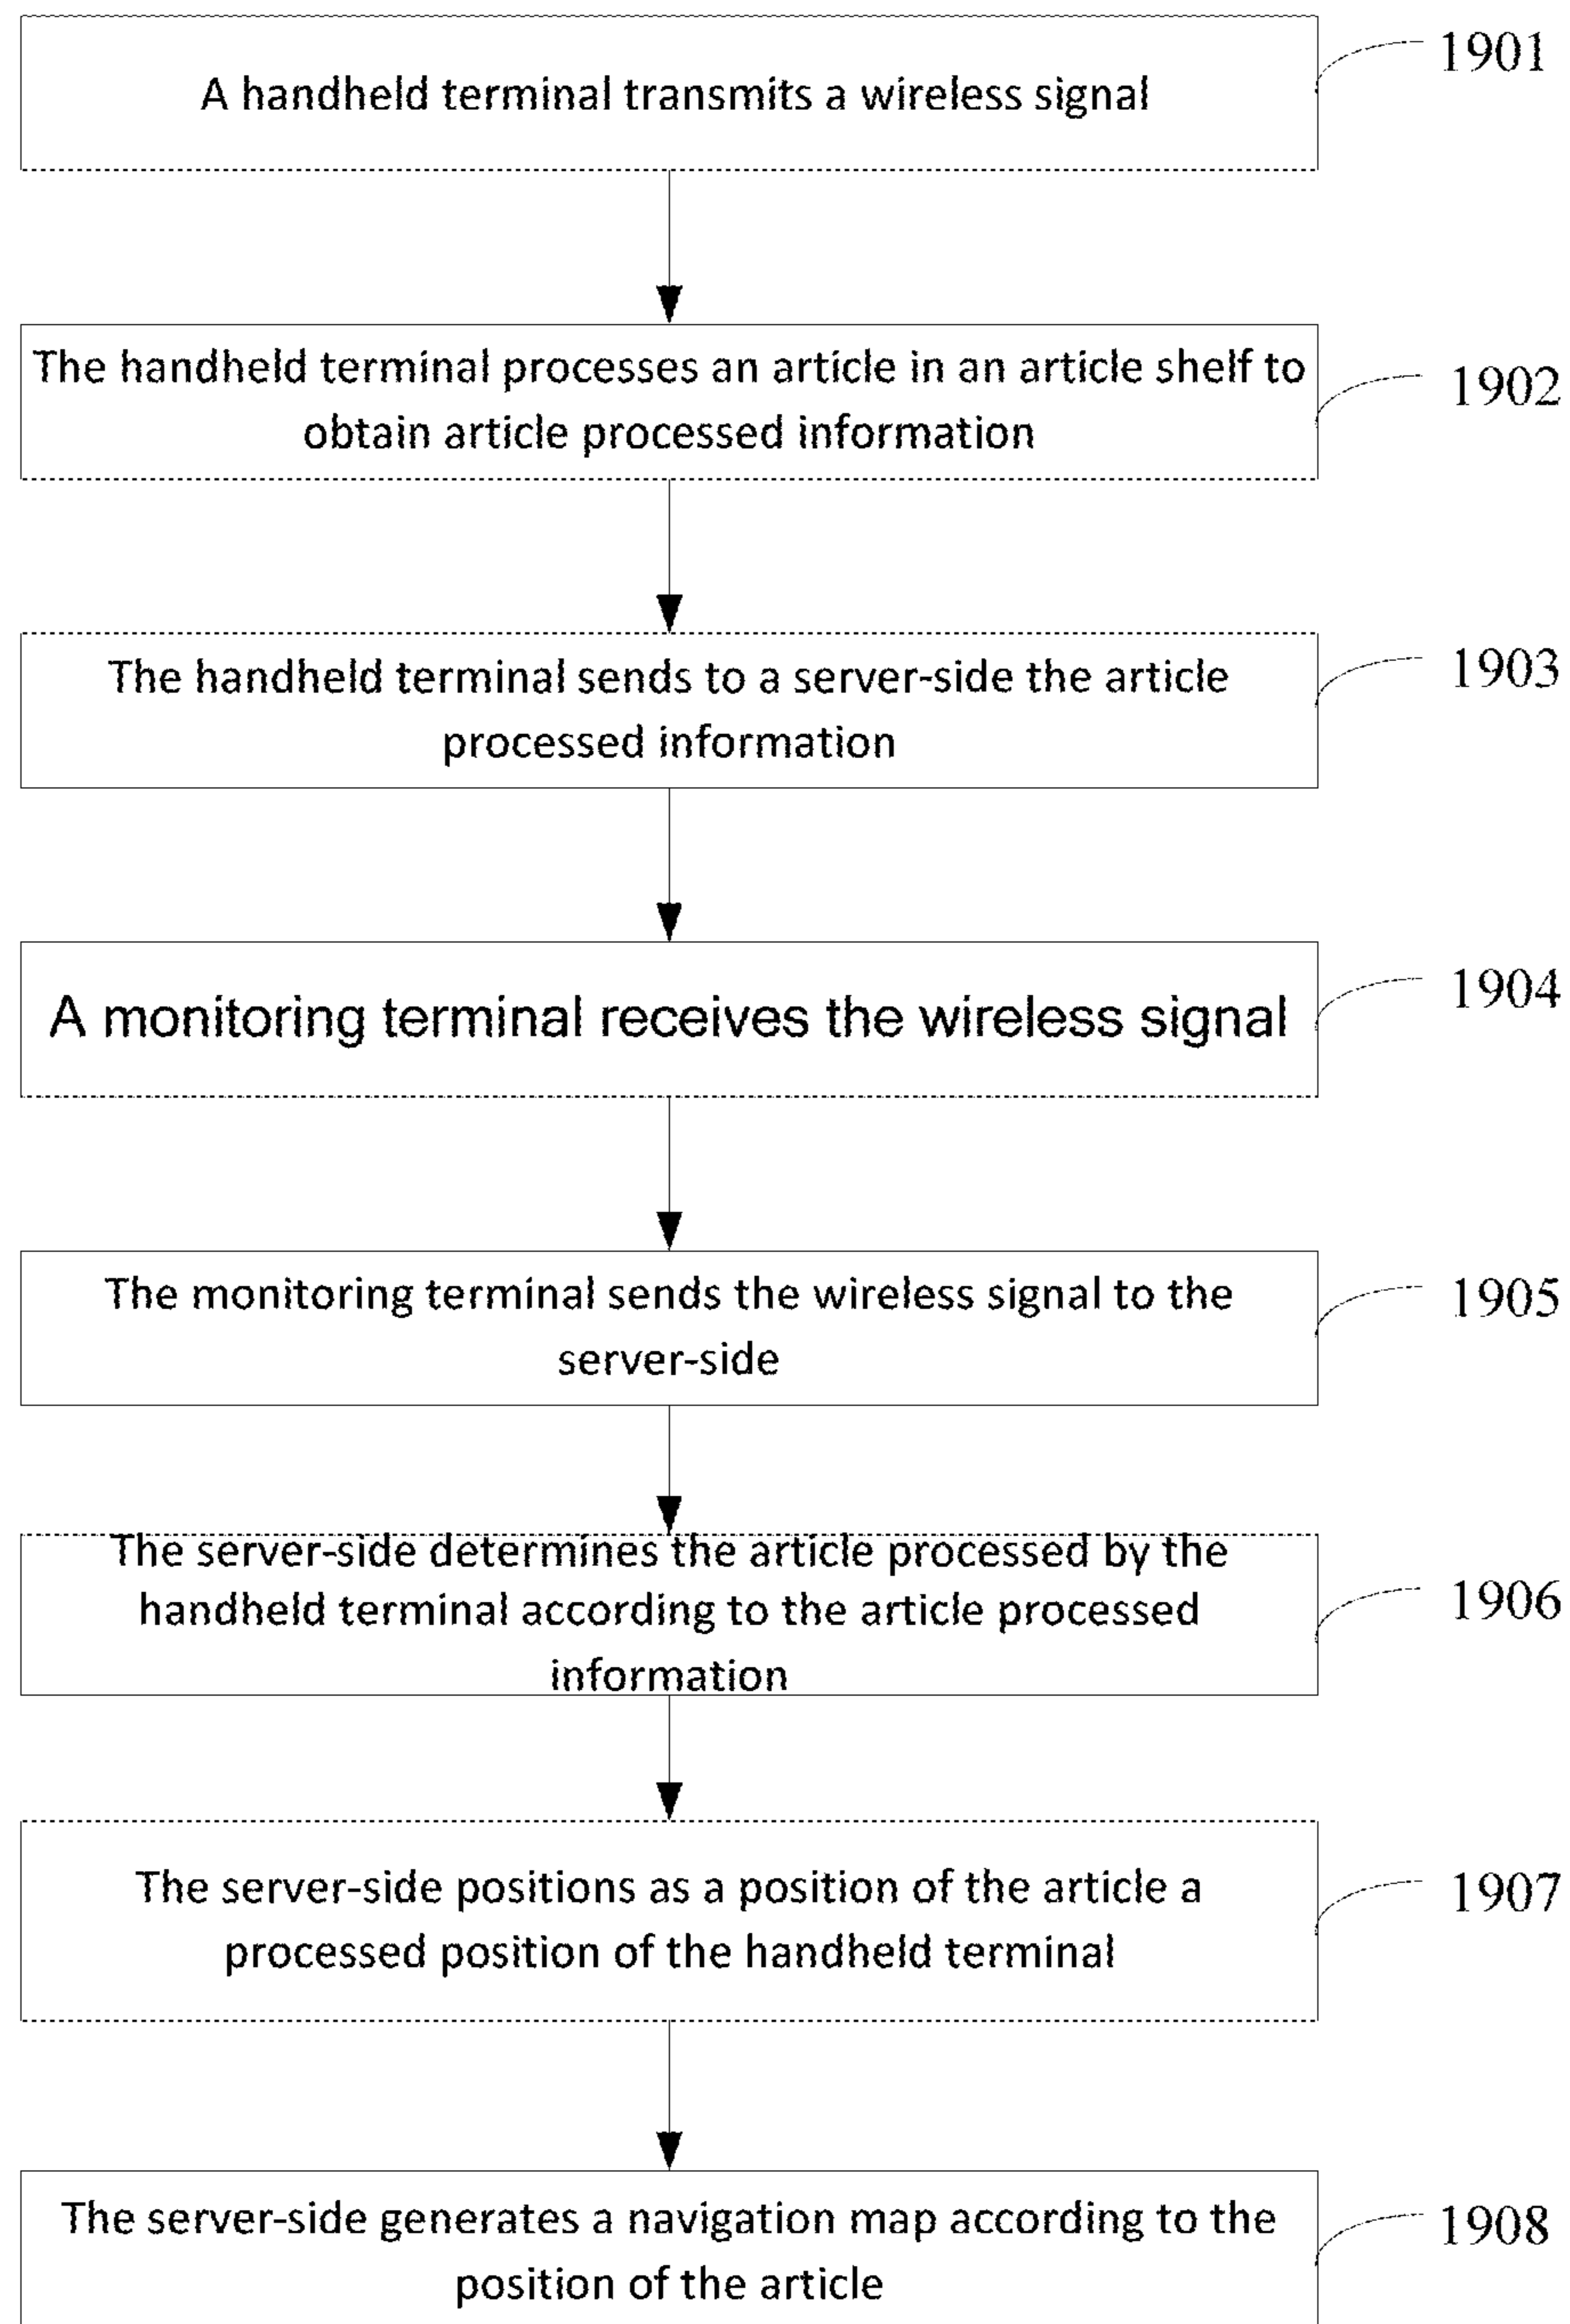 A handheld terminal transmits a wireless signal
1901
The handheld terminal processes an article in an article shelf to
obtain article processed information
1902
The handheld terminal sends to a server-side the article
processed information
1903
A monitoring terminal receives the wireless signal
1904
The monitoring terminal sends the wireless signal to the
server-side
1905
The server-side determines the article processed by the
handheld terminal according to the article processed
information
1906
The server-side positions as a position of the article a
processed position of the handheld terminal
1907
The server-side generates a navigation map according to the
position of the article
1908